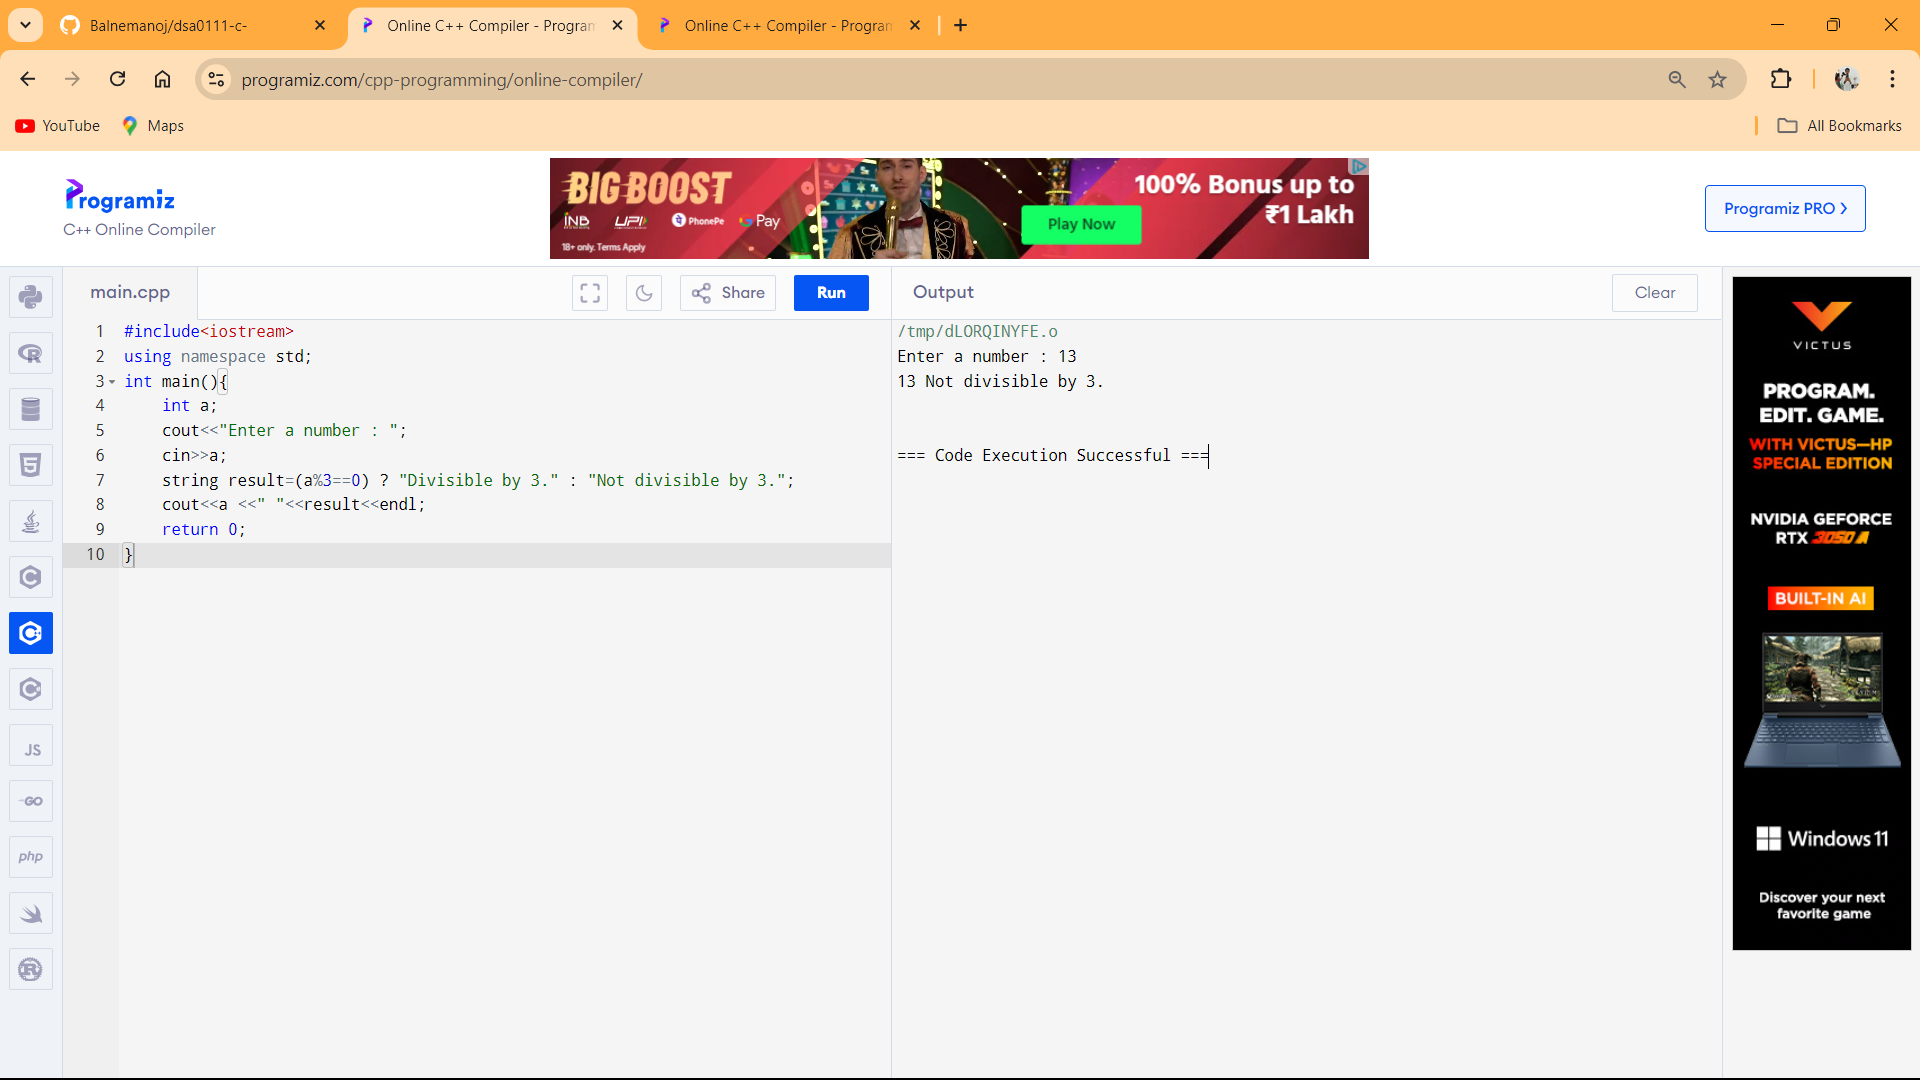 Balnemanoj/dsa0111-c-
Online C++ Compiler - Program
Online C++ Compiler - Program
programiz.com/cpp-programming/online-compiler/
YouTube
Maps
All Bookmarks
Programiz
C++ Online Compiler
BIG BOOST
INB UPI PhonePe G Pay
18+ only. Terms Apply
100% Bonus up to
₹1 Lakh
Play Now
Programiz PRO
main.cpp
Share
Run
Output
Clear
1 #include<iostream>
2 using namespace std;
3 int main(){
4 int a;
5 cout<<"Enter a number : ";
6 cin>>a;
7 string result=(a%3==0) ? "Divisible by 3." : "Not divisible by 3.";
8 cout<<a <<" "<<result<<endl;
9 return 0;
10 }
/tmp/dLORQINYFE.o
Enter a number : 13
13 Not divisible by 3.
=== Code Execution Successful ===
R
5
C
C
C
JS
GO
php
R
VICTUS
PROGRAM.
EDIT. GAME.
WITH VICTUS—HP
SPECIAL EDITION
NVIDIA GEFORCE
RTX 3050 A
BUILT-IN AI
Windows 11
Discover your next
favorite game